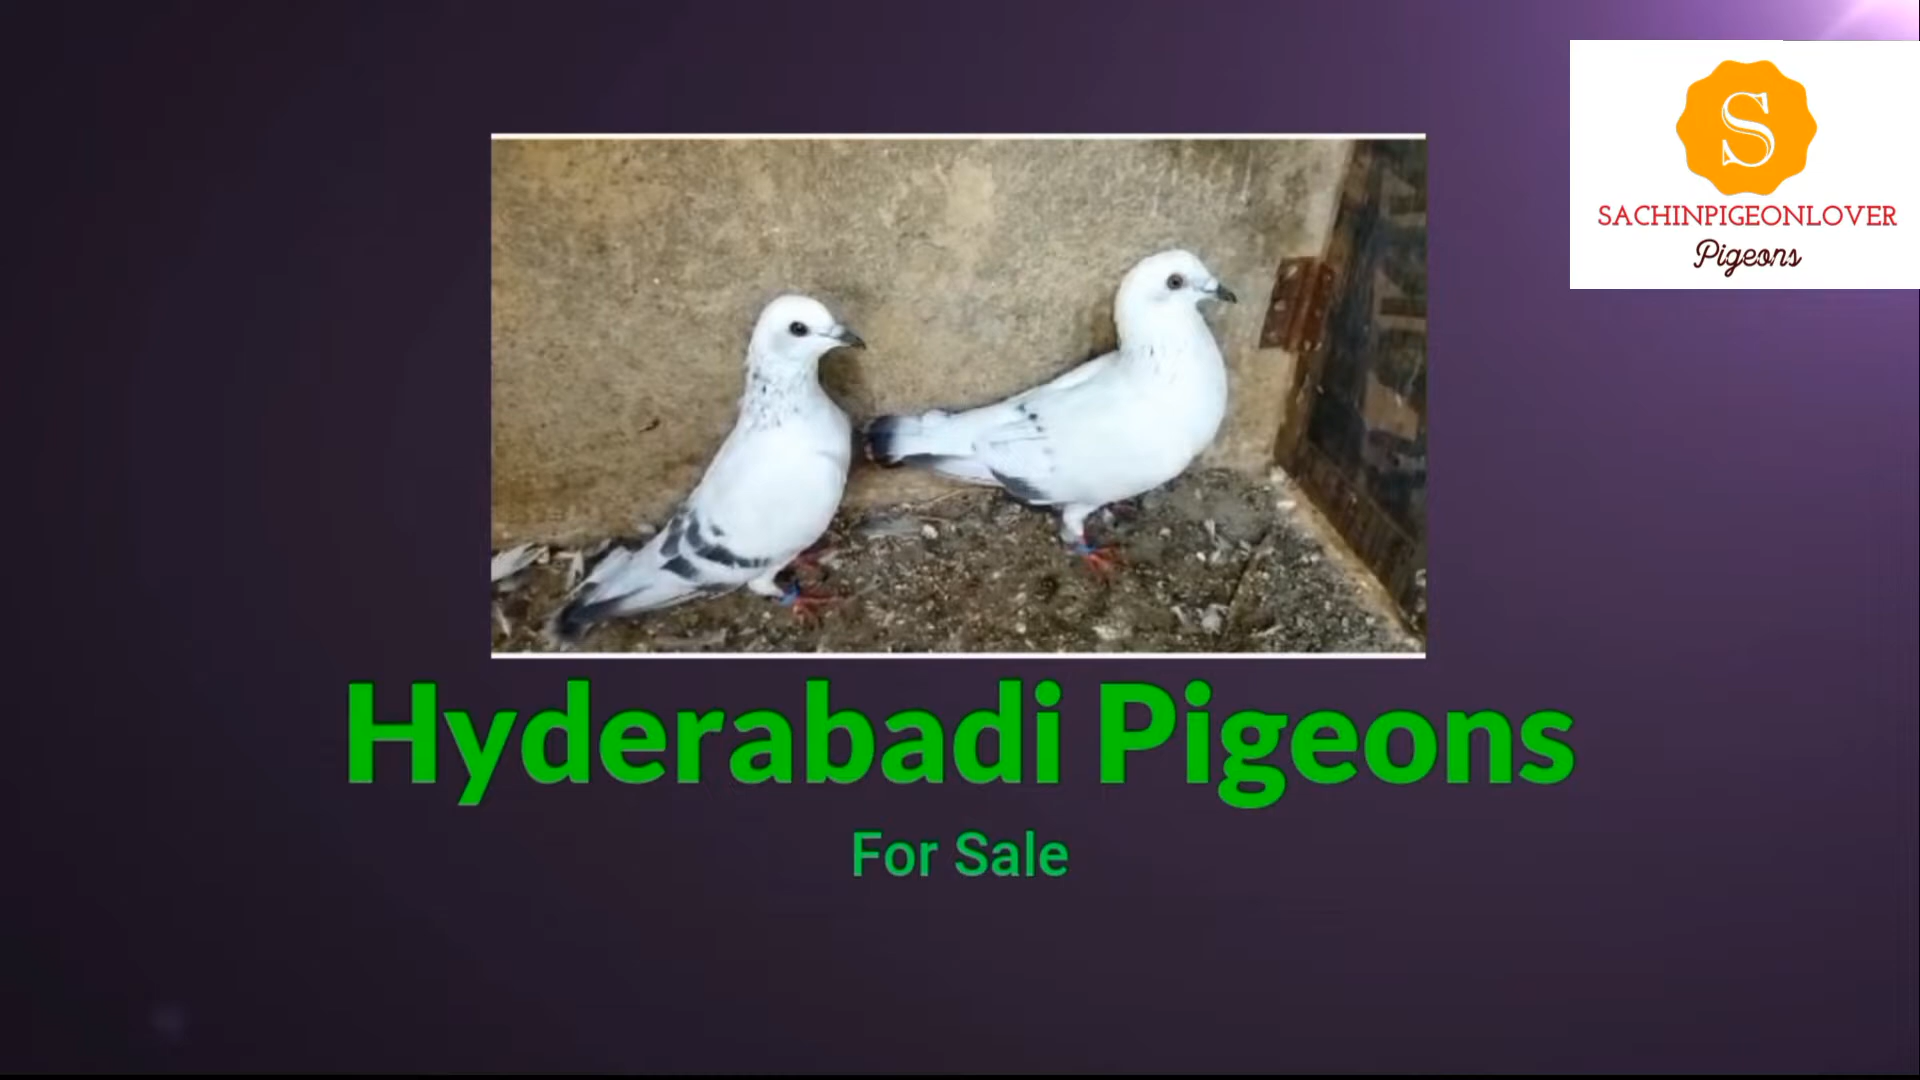 S
SACHINPIGEONLOVER
Pigeons
Hyderabadi Pigeons
For Sale